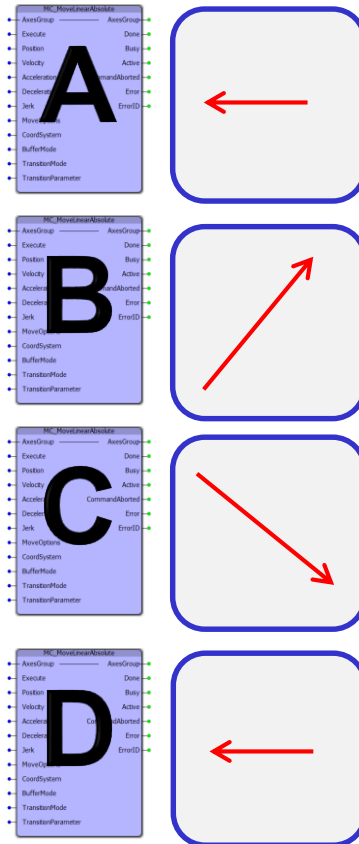 MC_MoveLinearAbsolute
AxesGroup AxesGroup
Execute Done
Position Busy
Velocity Active
Acceleration
Error
Jerk ErrorID
CoordSystem
BufferMode
TransitionMode
TransitionParameter
A
MC_MoveLinearAbsolute
AxesGroup AxesGroup
Execute Done
Position Busy
Velocity Active
Error
Jerk ErrorID
MoveOptions
CoordSystem
BufferMode
TransitionMode
TransitionParameter
B
MC_MoveLinearAbsolute
AxesGroup AxesGroup
Execute Done
Position Busy
Velocity Active
CommandAborted
Error
Jerk ErrorID
MoveOptions
CoordSystem
BufferMode
TransitionMode
TransitionParameter
C
MC_MoveLinearAbsolute
AxesGroup AxesGroup
Execute Done
Position Busy
Velocity Active
Error
Jerk ErrorID
CoordSystem
BufferMode
TransitionMode
TransitionParameter
D